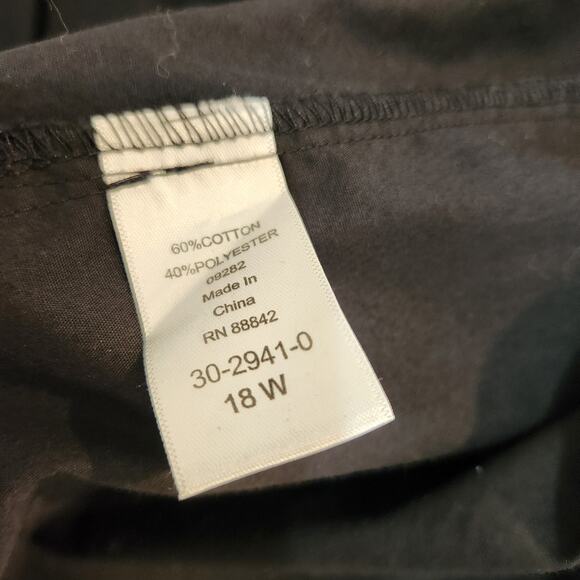 60%COTTON
40%POLYESTER
09282
Made In
China
RN 88842
30-2941-0
18 W